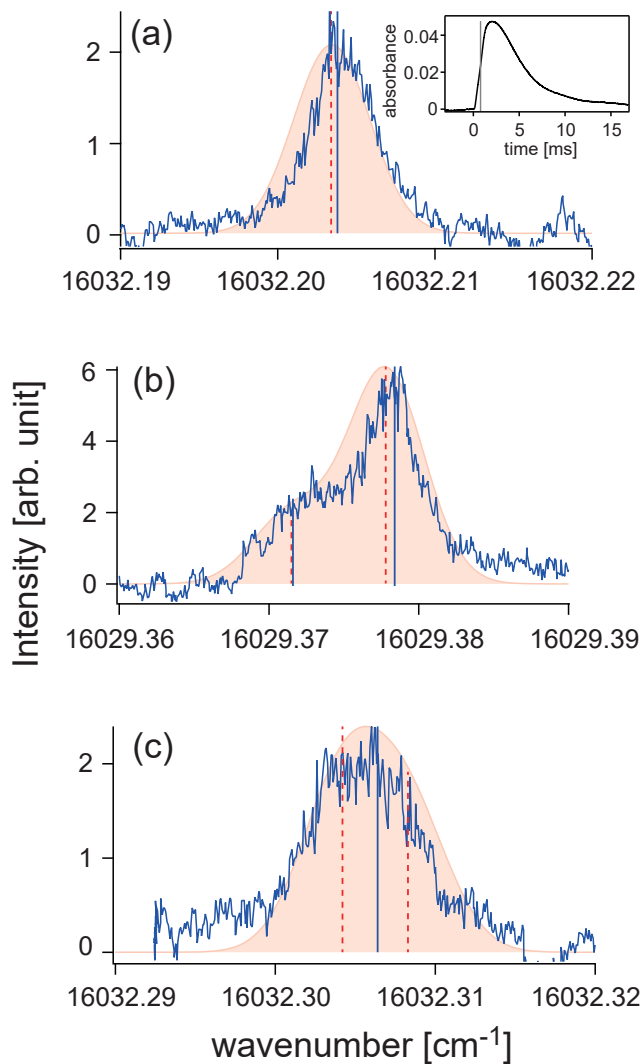 (a)
2
1
0
16032.19 16032.20 16032.21 16032.22
absorbance
0.04
0.02
0
0 5 10 15
time [ms]
Intensity [arb. unit]
(b)
6
4
2
0
16029.36 16029.37 16029.38 16029.39
(c)
2
1
0
16032.29 16032.30 16032.31 16032.32
wavenumber [cm⁻¹]